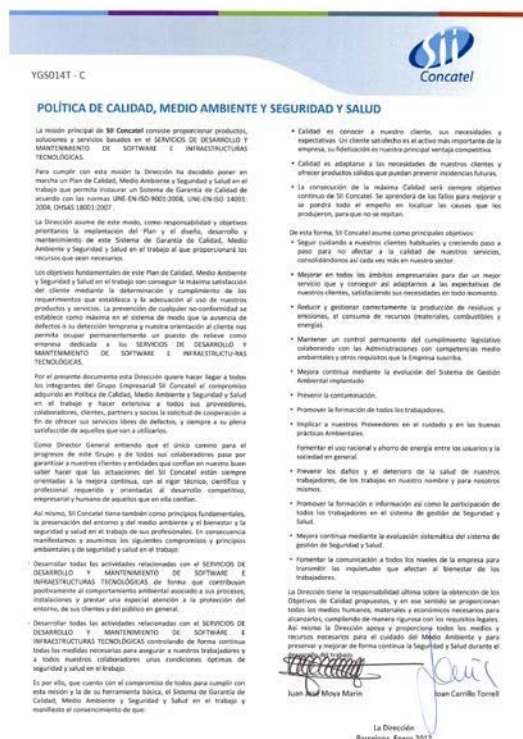 Sii
Concatel
YGS014T - C
POLÍTICA DE CALIDAD, MEDIO AMBIENTE Y SEGURIDAD Y SALUD
La misión principal de SII Concatel consiste proporcionar productos,
soluciones y servicios basados en el SERVICIOS DE DESARROLLO Y
MANTENIMIENTO DE SOFTWARE E INFRAESTRUCTURAS
TECNOLÓGICAS.
Para cumplir con esta misión la Dirección ha decidido poner en
marcha un Plan de Calidad, Medio Ambiente y Seguridad y Salud en el
trabajo que permita instaurar un Sistema de Garantía de Calidad de
acuerdo con las normas UNE-EN-ISO-9001:2008, UNE-EN-ISO 14001:
2004, OHSAS 18001:2007.
La Dirección asume de este modo, como responsabilidad y objetivos
prioritarios la implantación del Plan y el diseño, desarrollo y
mantenimiento de este Sistema de Garantía de Calidad, Medio
Ambiente y Seguridad y Salud en el trabajo al que proporcionará los
recursos que sean necesarios.
Los objetivos fundamentales de este Plan de Calidad, Medio Ambiente
y Seguridad y Salud en el trabajo son conseguir la máxima satisfacción
del cliente mediante la determinación y cumplimiento de los
requerimientos que establezca y la adecuación al uso de nuestros
productos y servicios. La prevención de cualquier no-conformidad se
establece como máxima en el sistema de modo que la ausencia de
defectos o su detección temprana y nuestra orientación al cliente nos
permita ocupar permanentemente un puesto de relieve como
empresa dedicada a los SERVICIOS DE DESARROLLO Y
MANTENIMIENTO DE SOFTWARE E INFRAESTRUCTU-RAS
TECNOLÓGICAS.
Por el presente documento esta Dirección quiere hacer llegar a todos
los integrantes del Grupo Empresarial SII Concatel el compromiso
adquirido en Política de Calidad, Medio Ambiente y Seguridad y Salud
en el trabajo y hacer extensiva a todos sus proveedores,
colaboradores, clientes, partners y socios la solicitud de cooperación a
fin de ofrecer sus servicios libres de defectos, y siempre a su plena
satisfacción de aquellos que van a utilizarlos.
Como Director General entiendo que el único camino para el
progreso de este Grupo y de todos sus colaboradores pasa por
garantizar a nuestros clientes y entidades que confían en nuestro buen
saber hacer que las actuaciones del SII Concatel están siempre
orientadas a la mejora continua, con el rigor técnico, científico y
profesional requerido y orientadas al desarrollo competitivo,
empresarial y humano de aquellos que en ella confían.
Así mismo, SII Concatel tiene también como principios fundamentales,
la preservación del entorno y del medio ambiente y el bienestar y la
seguridad y salud en el trabajo de sus profesionales. En consecuencia
manifestamos y asumimos los siguientes compromisos y principios
ambientales y de seguridad y salud en el trabajo:
· Desarrollar todas las actividades relacionadas con el SERVICIOS DE
DESARROLLO Y MANTENIMIENTO DE SOFTWARE E
INFRAESTRUCTURAS TECNOLÓGICAS de forma que contribuyan
positivamente al comportamiento ambiental asociado a sus procesos,
instalaciones y prestar una especial atención a la protección del
entorno, de sus clientes y del público en general.
· Desarrollar todas las actividades relacionadas con el SERVICIOS DE
DESARROLLO Y MANTENIMIENTO DE SOFTWARE E
INFRAESTRUCTURAS TECNOLÓGICAS controlando de forma continua
todas las medidas necesarias para asegurar a nuestros trabajadores y
a todos nuestros colaboradores unas condiciones óptimas de
seguridad y salud en el trabajo.
Es por ello, que cuento con el compromiso de todos para cumplir con
esta misión y la de su herramienta básica, el Sistema de Garantía de
Calidad, Medio Ambiente y Seguridad y Salud en el trabajo y
manifiesto el convencimiento de que:
• Calidad es conocer a nuestro cliente, sus necesidades y
expectativas. Un cliente satisfecho es el activo más importante de la
empresa, su fidelización es nuestra principal ventaja competitiva.
• Calidad es adaptarse a las necesidades de nuestros clientes y
ofrecer productos sólidos que puedan prevenir incidencias futuras.
• La consecución de la máxima Calidad será siempre objetivo
continuo de SII Concatel. Se aprenderá de los fallos para mejorar y
se pondrá todo el empeño en localizar las causas que los
produjeron, para que no se repitan.
De esta forma, SII Concatel asume como principales objetivos:
• Seguir cuidando a nuestros clientes habituales y creciendo paso a
paso para no afectar a la calidad de nuestros servicios,
consolidándonos así cada vez más en nuestro sector.
• Mejorar en todos los ámbitos empresariales para dar un mejor
servicio que y conseguir así adaptarnos a las expectativas de
nuestros clientes, satisfaciendo sus necesidades en todo momento.
• Reducir y gestionar correctamente la producción de residuos y
emisiones, el consumo de recursos (materiales, combustibles y
energía).
• Mantener un control permanente del cumplimiento legislativo
colaborando con las Administraciones con competencias medio
ambientales y otros requisitos que la Empresa suscriba.
• Mejora continua mediante la evolución del Sistema de Gestión
Ambiental implantado
• Prevenir la contaminación.
• Promover la formación de todos los trabajadores.
• Implicar a nuestros Proveedores en el cuidado y en las buenas
prácticas Ambientales.
Fomentar el uso racional y ahorro de energía entre los usuarios y la
sociedad en general.
• Prevenir los daños y el deterioro de la salud de nuestros
trabajadores, de los trabajos en nuestro nombre y para nosotros
mismos.
• Promover la formación e información así como la participación de
todos los trabajadores en el sistema de gestión de Seguridad y
Salud.
• Mejora continua mediante la evaluación sistemática del sistema de
gestión de Seguridad y Salud.
• Fomentar la comunicación a todos los niveles de la empresa para
transmitir las inquietudes que afectan al bienestar de los
trabajadores.
La Dirección tiene la responsabilidad última sobre la obtención de los
Objetivos de Calidad propuestos, y en ese sentido se proporcionan
todos los medios humanos, materiales y económicos necesarios para
alcanzarlos, cumpliendo de manera rigurosa con los requisitos legales.
Así mismo la Dirección apoya y proporciona todos los medios y
recursos necesarios para el cuidado del Medio Ambiente y para
preservar y mejorar de forma continua la Seguridad y Salud durante el
desarrollo del trabajo.
Juan José Moya Marín
Joan Carrillo Torrell
La Dirección
Barcelona, Enero 2012